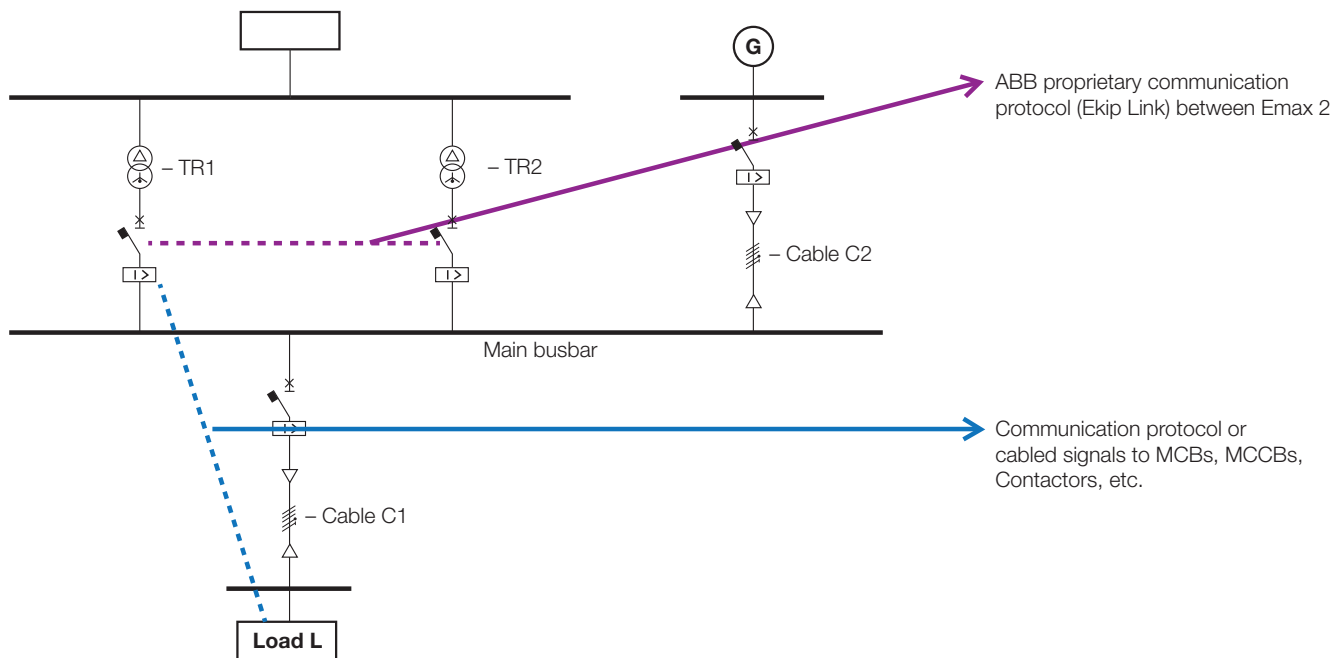 G
ABB proprietary communication
protocol (Ekip Link) between Emax 2
– TR1
– TR2
I>
– Cable C2
I>
I>
Main busbar
I>
Communication protocol or
cabled signals to MCBs, MCCBs,
Contactors, etc.
– Cable C1
Load L